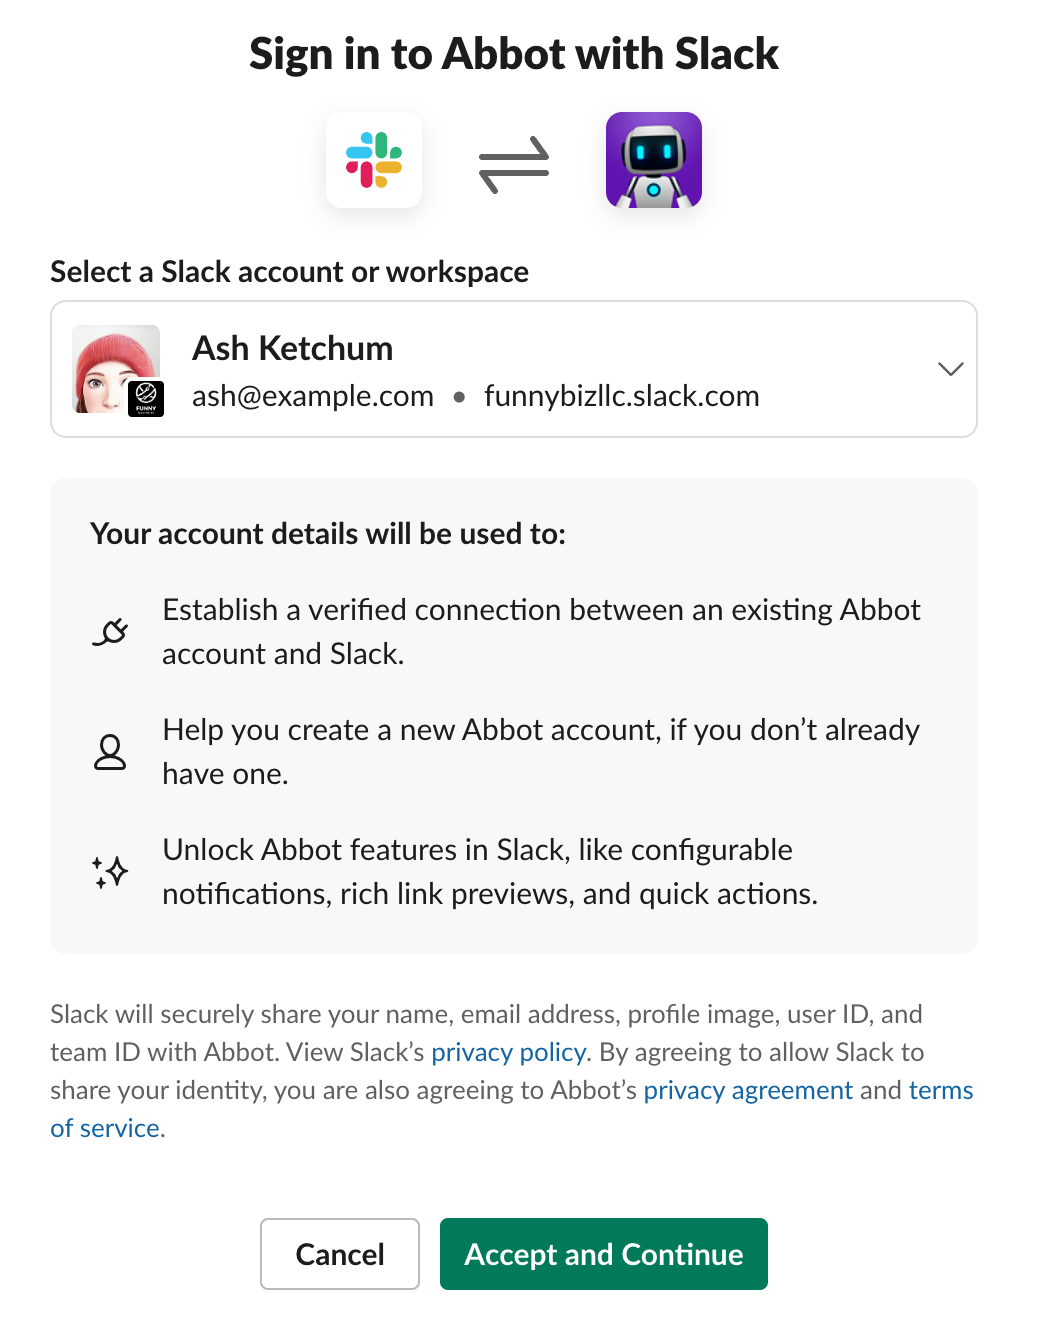 Sign in to Abbot with Slack
Select a Slack account or workspace
Ash Ketchum
ash@example.com • funnybizllc.slack.com
FUNNY
Your account details will be used to:
Establish a verified connection between an existing Abbot
account and Slack.
Help you create a new Abbot account, if you don’t already
have one.
Unlock Abbot features in Slack, like configurable
notifications, rich link previews, and quick actions.
Slack will securely share your name, email address, profile image, user ID, and
team ID with Abbot. View Slack’s privacy policy. By agreeing to allow Slack to
share your identity, you are also agreeing to Abbot’s privacy agreement and terms
of service.
Cancel
Accept and Continue